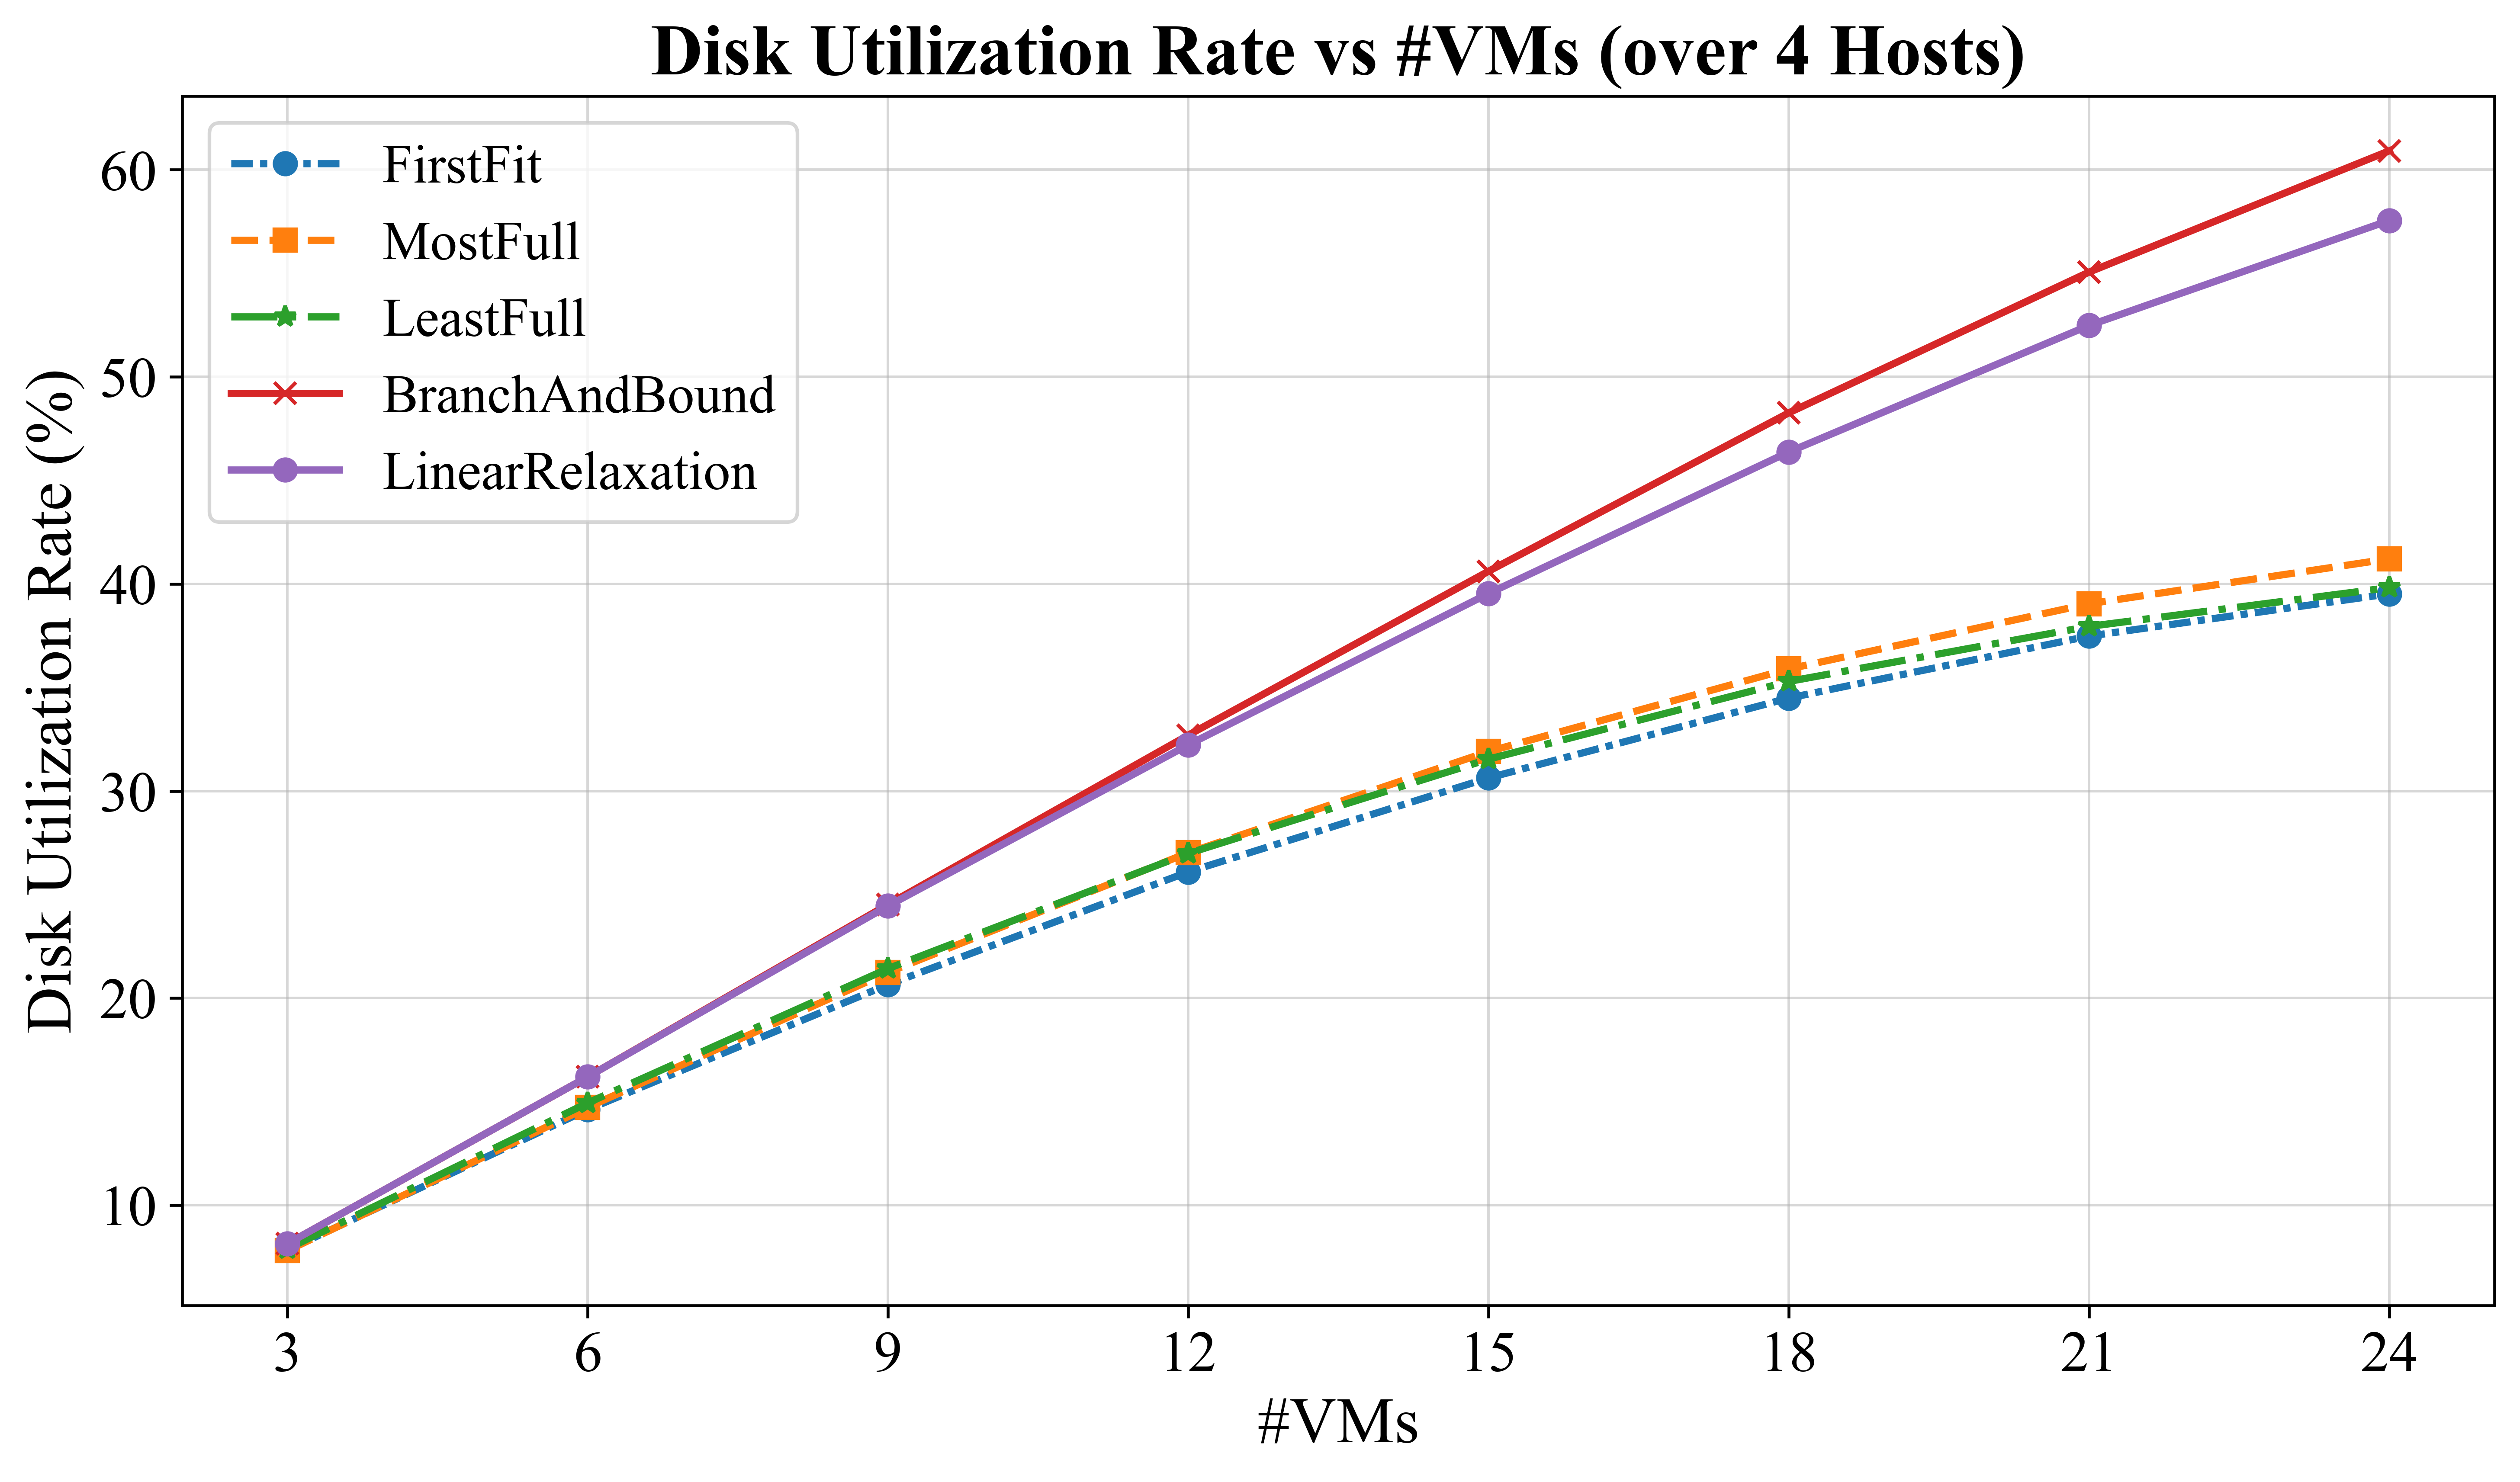 Disk Utilization Rate vs #VMs (over 4 Hosts)
Disk Utilization Rate (%)
60
50
40
30
20
10
FirstFit
MostFull
LeastFull
BranchAndBound
LinearRelaxation
3 6 9 12 15 18 21 24
#VMs